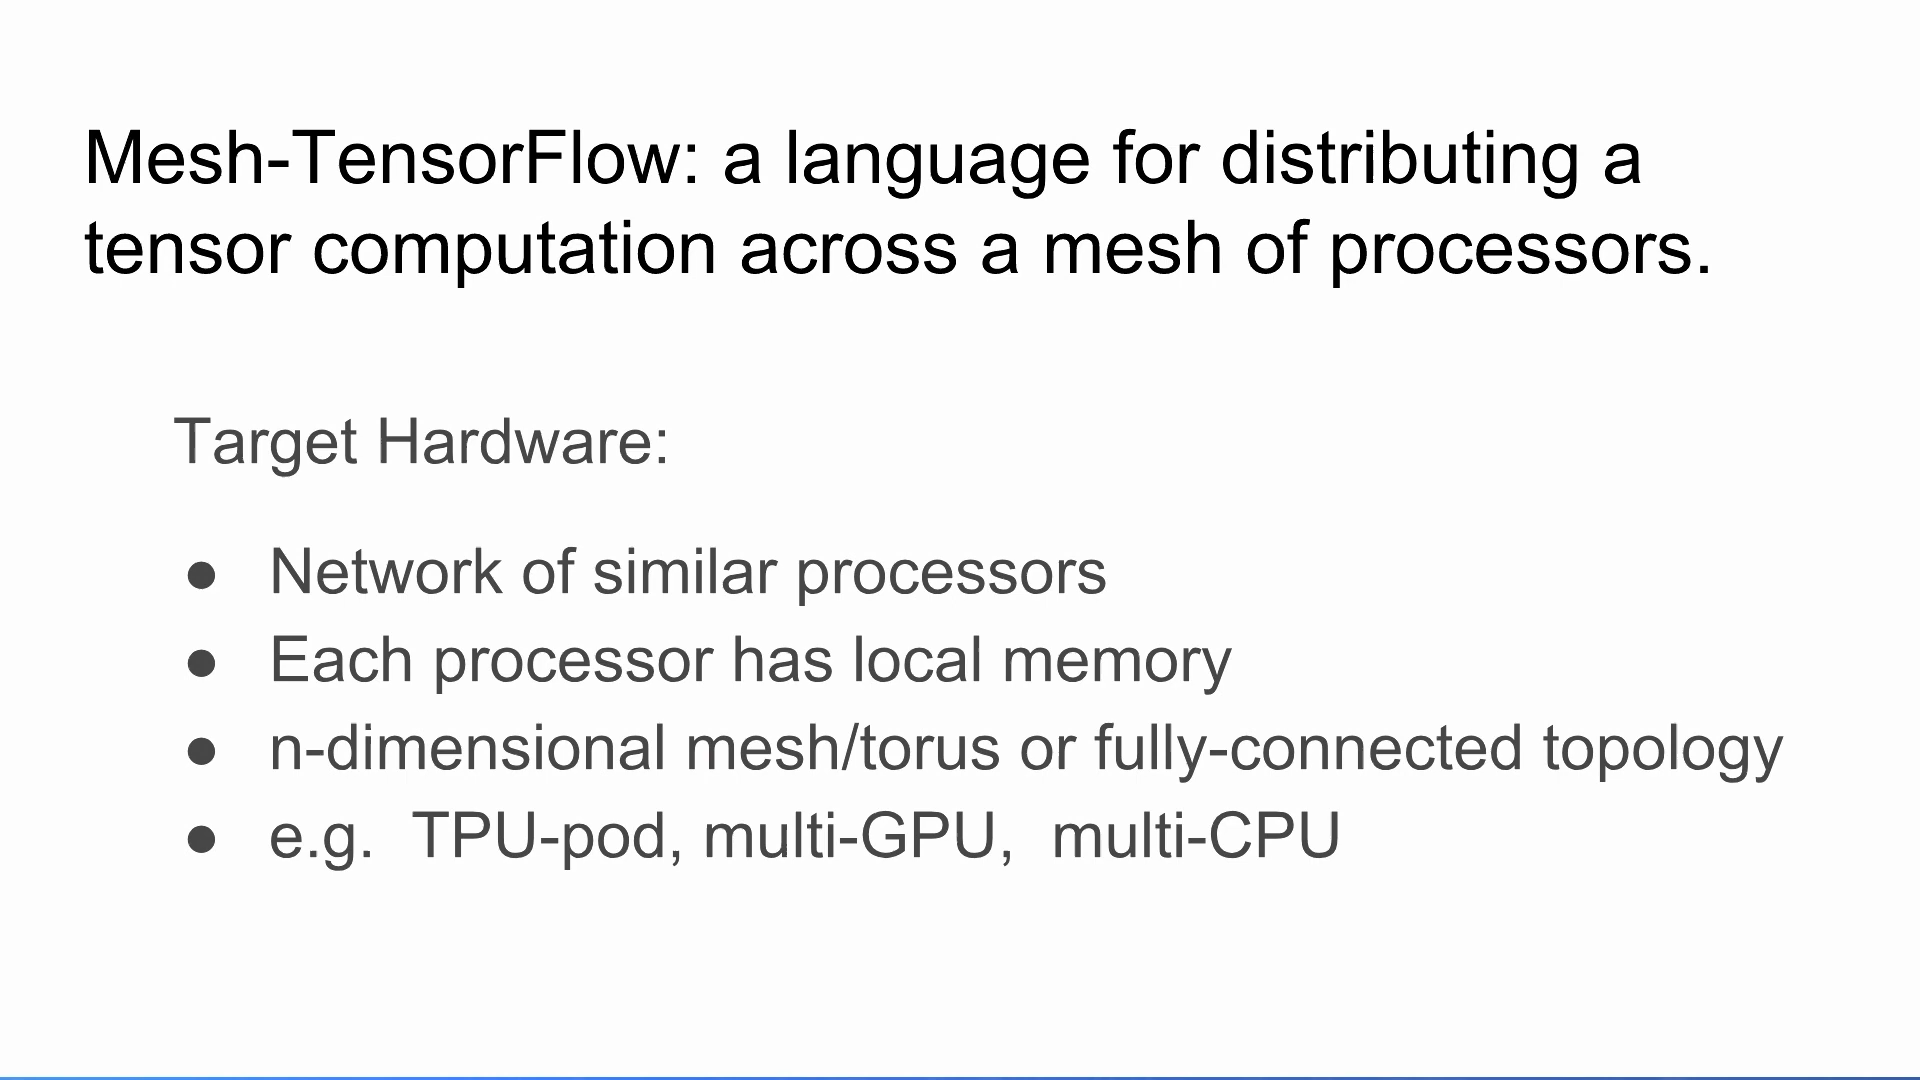 Mesh-TensorFlow: a language for distributing a
tensor computation across a mesh of processors.
Target Hardware:
● Network of similar processors
● Each processor has local memory
● n-dimensional mesh/torus or fully-connected topology
● e.g.  TPU-pod, multi-GPU,  multi-CPU